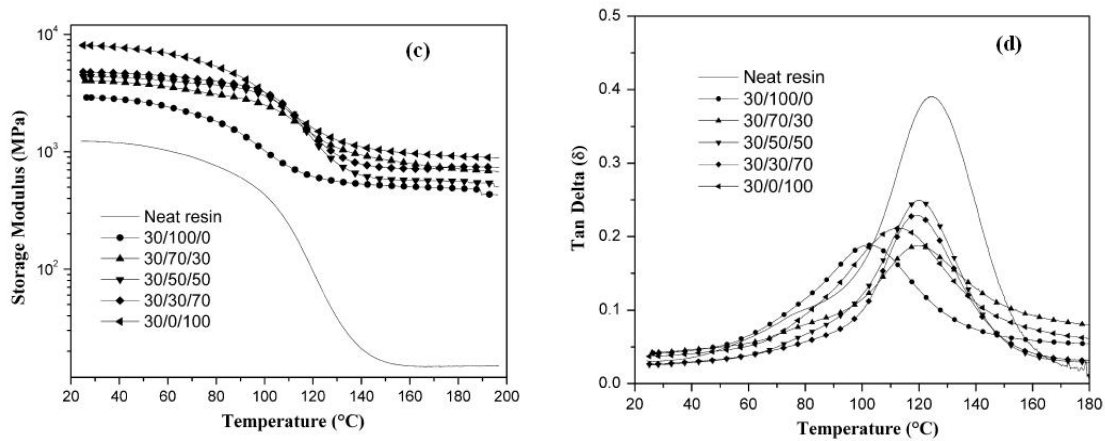 (c)
10⁴
10³
10²
Storage Modulus (MPa)
Neat resin
30/100/0
30/70/30
30/50/50
30/30/70
30/0/100
20 40 60 80 100 120 140 160 180 200
Temperature (°C)
(d)
0.5
0.4
0.3
0.2
0.1
0.0
Tan Delta (δ)
Neat resin
30/100/0
30/70/30
30/50/50
30/30/70
30/0/100
20 40 60 80 100 120 140 160 180
Temperature (°C)